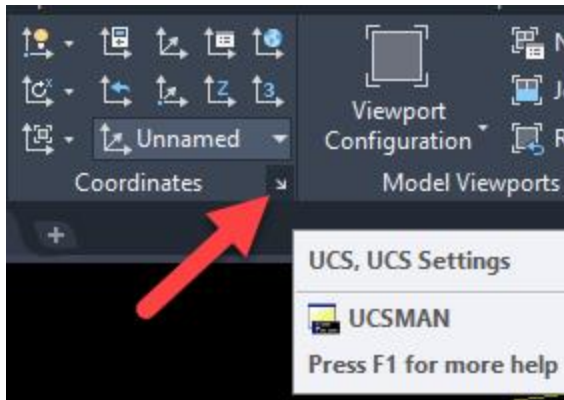 Unnamed
Viewport
Configuration
Coordinates
Model Viewports
UCS, UCS Settings
UCSMAN
Press F1 for more help